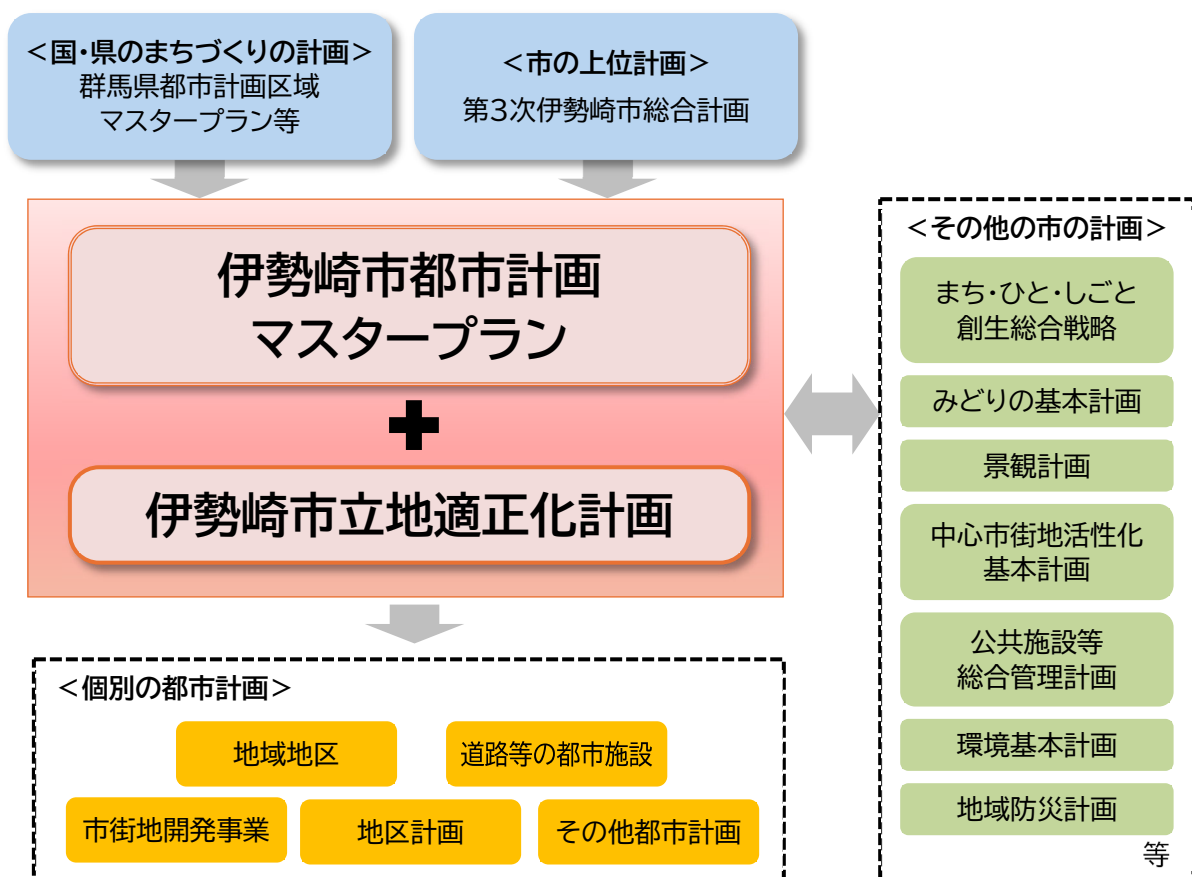 <国・県のまちづくりの計画>
群馬県都市計画区域
マスタープラン等
<市の上位計画>
第3次伊勢崎市総合計画
伊勢崎市都市計画
マスタープラン
伊勢崎市立地適正化計画
<その他の市の計画>
まち・ひと・しごと
創生総合戦略
みどりの基本計画
景観計画
中心市街地活性化
基本計画
公共施設等
総合管理計画
環境基本計画
地域防災計画
等
<個別の都市計画>
地域地区
道路等の都市施設
市街地開発事業
地区計画
その他都市計画